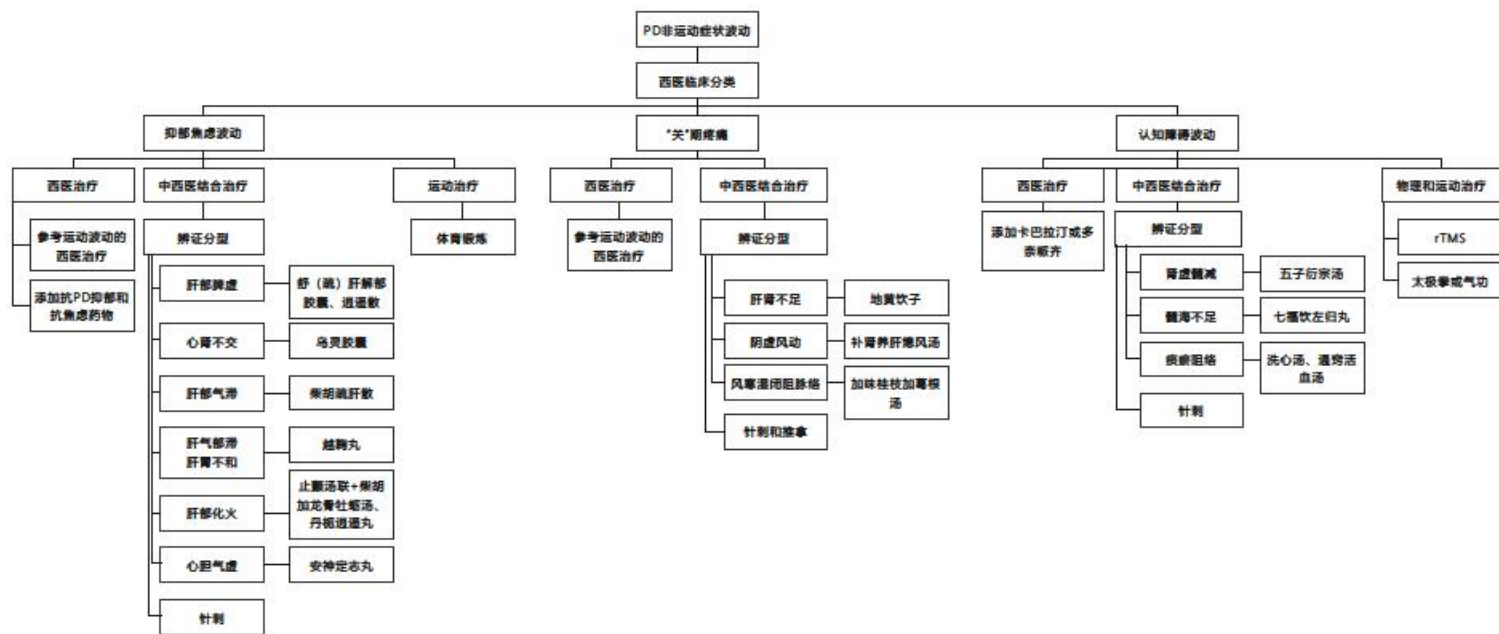 PD非运动症状波动
西医临床分类
抑部焦虑波动
西医治疗
参考运动波动的
西医治疗
添加抗PD抑部和
抗焦虑药物
中西医结合治疗
辨证分型
肝部脾虚
舒（疏）肝解部
胶囊、逍遥散
心肾不交
乌灵胶囊
肝部气滞
柴胡疏肝散
肝气部滞
肝胃不和
越鞠丸
肝部化火
止颤汤联+柴胡
加龙骨牡蛎汤、
丹栀逍遥丸
心胆气虚
安神定志丸
针刺
运动治疗
体育锻炼
“关”期疼痛
西医治疗
参考运动波动的
西医治疗
中西医结合治疗
辨证分型
肝肾不足
地黄饮子
阴虚风动
补肾养肝熄风汤
风寒湿闭阻脉络
加味桂枝加葛根
汤
针刺和推拿
认知障碍波动
西医治疗
添加卡巴拉汀或多
奈哌齐
中西医结合治疗
辨证分型
肾虚髓减
五子衍宗汤
髓海不足
七福饮左归丸
痰瘀阻络
洗心汤、通窍活
血汤
针刺
物理和运动治疗
rTMS
太极拳或气功